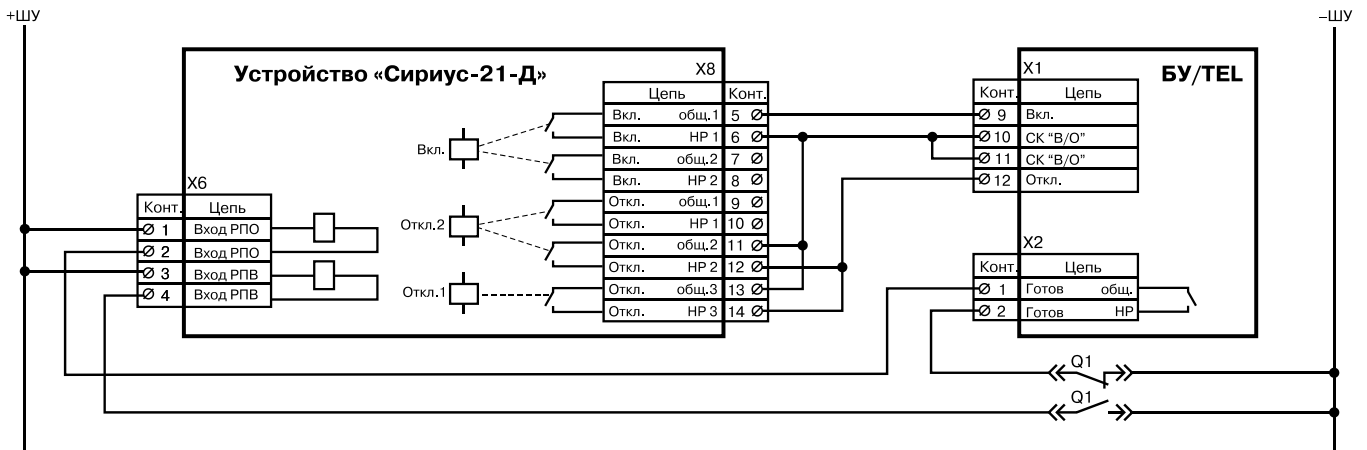 +ШУ
–ШУ
Устройство «Сириус-21-Д»
X8
Цепь Конт.
Вкл. общ.1 5
Вкл. НР 1 6
Вкл. общ.2 7
Вкл. НР 2 8
Откл. общ.1 9
Откл. НР 1 10
Откл. общ.2 11
Откл. НР 2 12
Откл. общ.3 13
Откл. НР 3 14
Вкл.
Откл.2
Откл.1
X6
Конт. Цепь
1 Вход РПО
2 Вход РПО
3 Вход РПВ
4 Вход РПВ
БУ/TEL
X1
Конт. Цепь
9 Вкл.
10 СК "В/О"
11 СК "В/О"
12 Откл.
X2
Конт. Цепь
1 Готов общ.
2 Готов НР
Q1
Q1